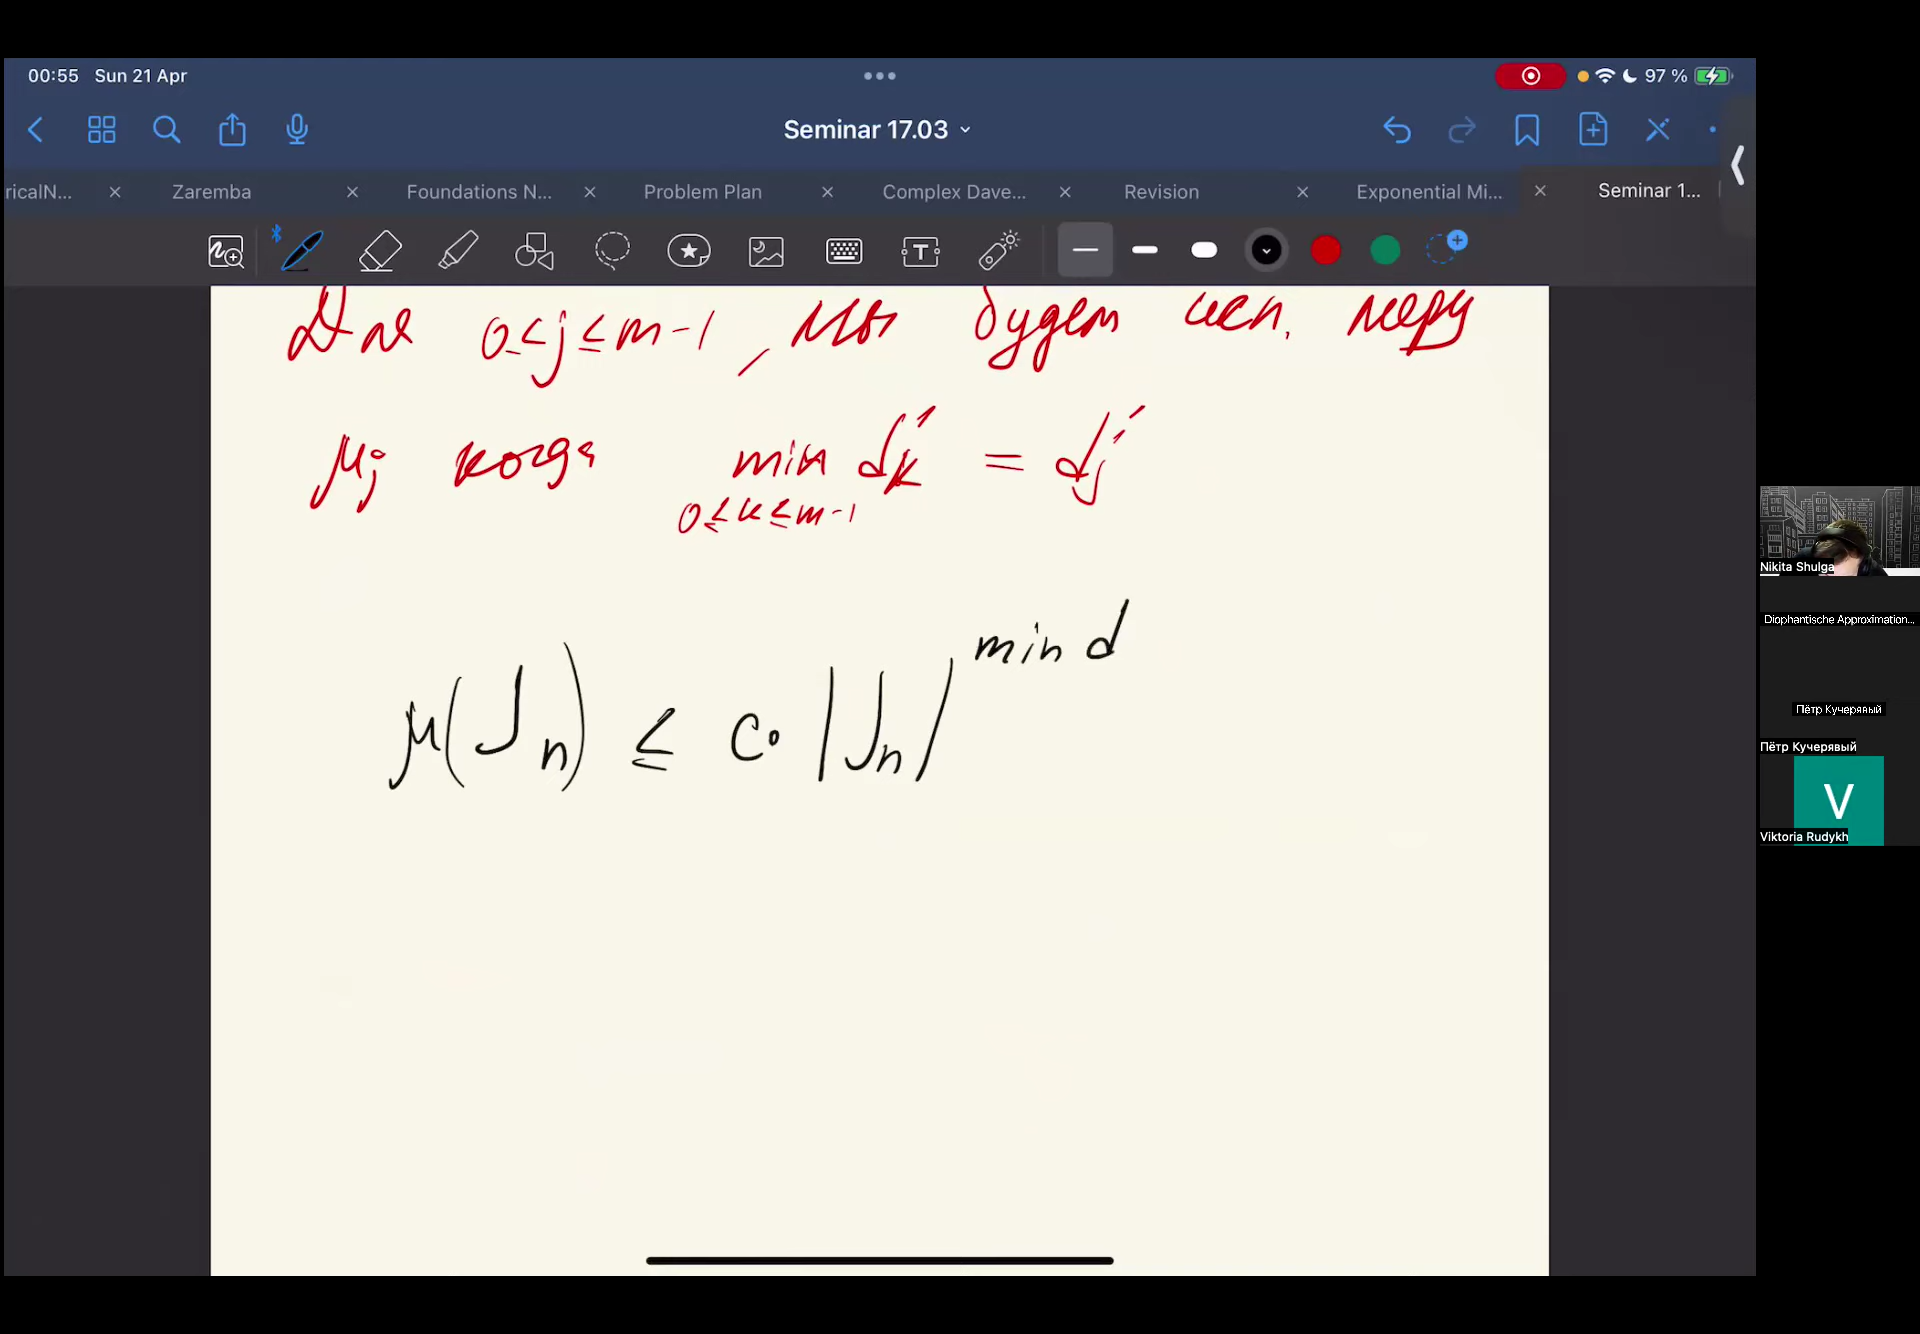 00:55 Sun 21 Apr
97 %
Seminar 17.03
ricalN... Zaremba Foundations N... Problem Plan Complex Dave... Revision Exponential Mi... Seminar 1...
Для 0≤j≤m-1, мы будем исп. меру
μj когда min dk' = dj'
0≤k≤m-1
μ(Jn) ≤ c·|Jn|^min d
Nikita Shulga
Diophantische Approximation...
Пётр Кучерявый
Пётр Кучерявый
V
Viktoria Rudykh